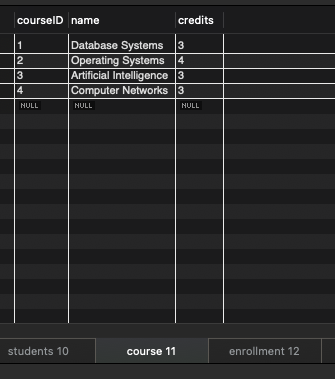 courseID name credits
1 Database Systems 3
2 Operating Systems 4
3 Artificial Intelligence 3
4 Computer Networks 3
NULL NULL NULL
students 10 course 11 enrollment 12